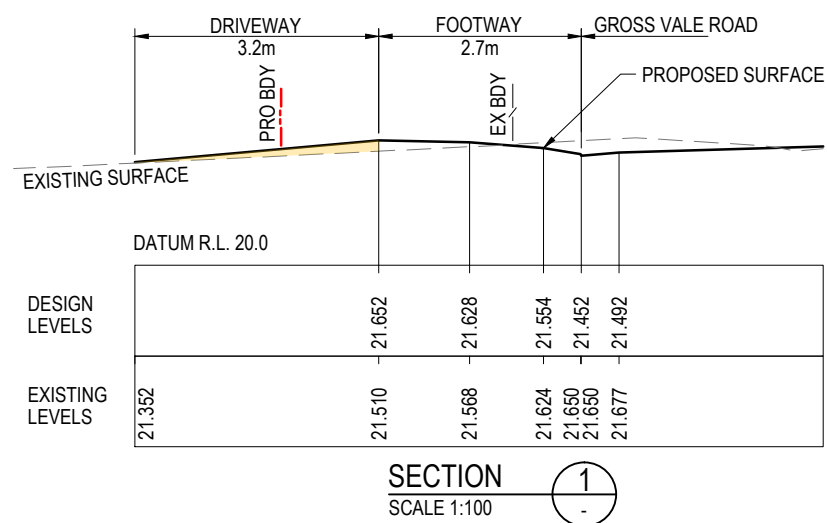 DRIVEWAY
3.2m
FOOTWAY
2.7m
GROSS VALE ROAD
PRO BDY
EX BDY
PROPOSED SURFACE
EXISTING SURFACE
DATUM R.L. 20.0
DESIGN
LEVELS
21.652
21.628
21.554
21.452
21.492
EXISTING
LEVELS
21.352
21.510
21.568
21.624
21.650
21.650
21.677
SECTION
SCALE 1:100
1
-